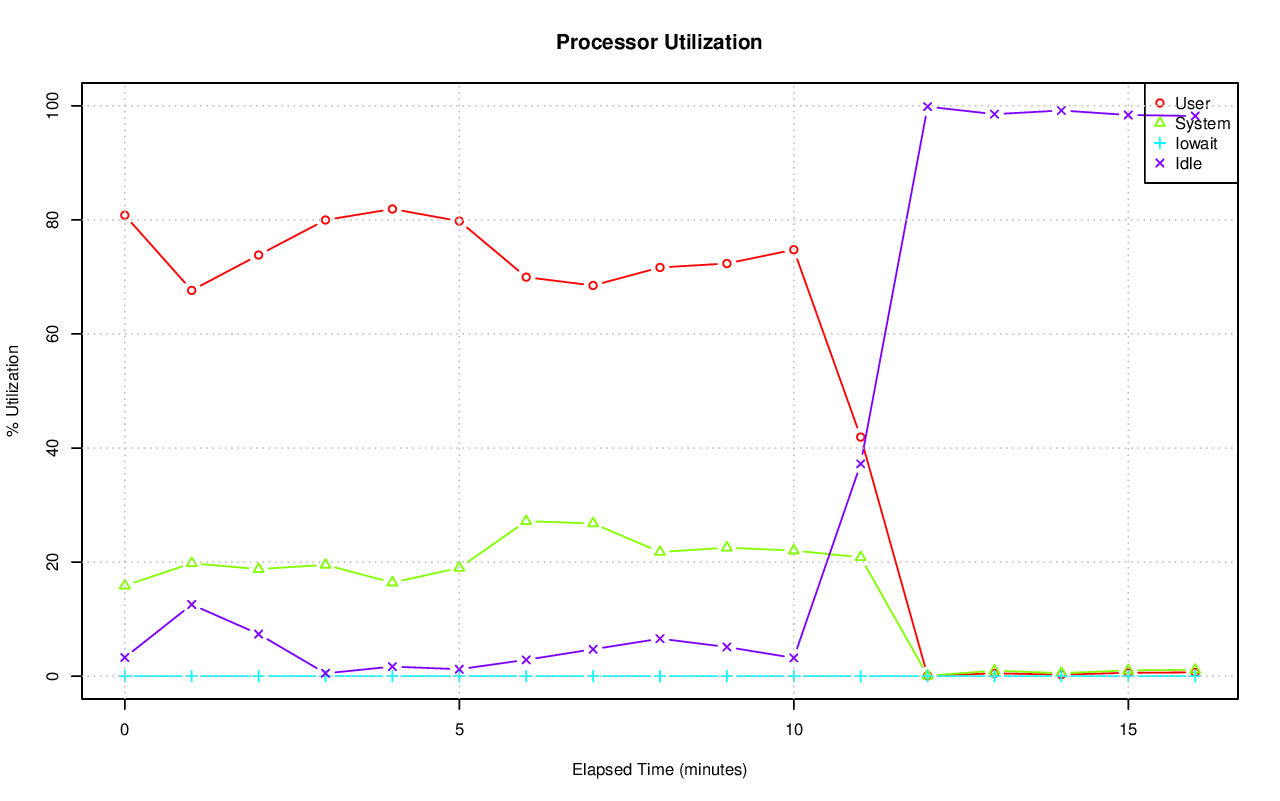 Processor Utilization
% Utilization
100
80
60
40
20
0
User
System
Iowait
Idle
0 5 10 15
Elapsed Time (minutes)